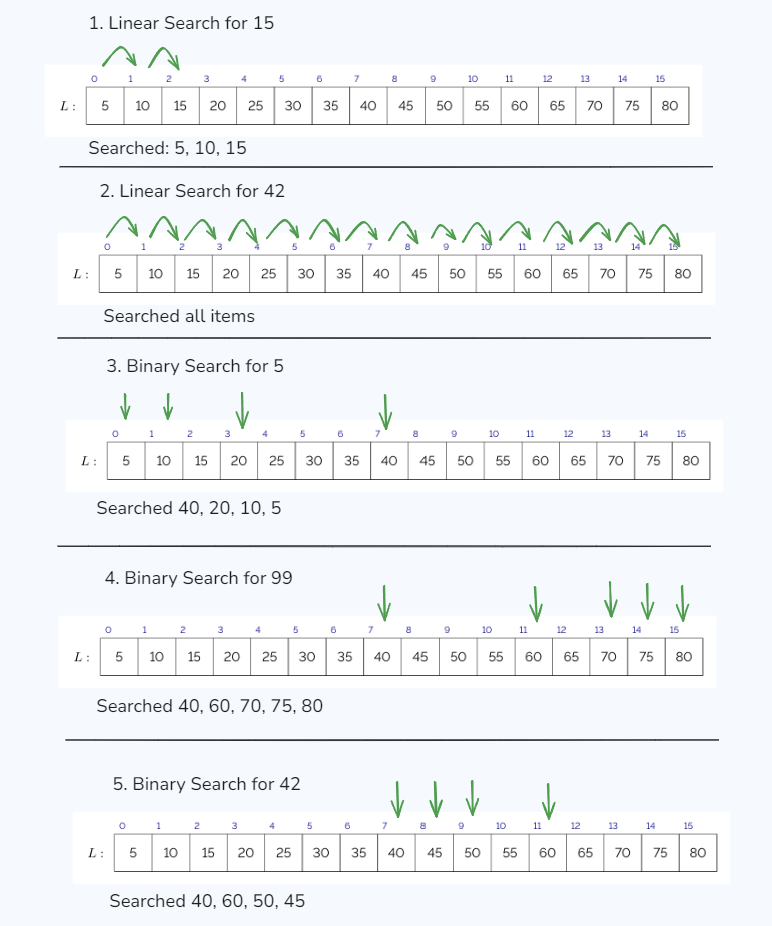 1. Linear Search for 15
0 1 2 3 4 5 6 7 8 9 10 11 12 13 14 15
L : 5 10 15 20 25 30 35 40 45 50 55 60 65 70 75 80
Searched: 5, 10, 15
2. Linear Search for 42
0 1 2 3 4 5 6 7 8 9 10 11 12 13 14 15
L : 5 10 15 20 25 30 35 40 45 50 55 60 65 70 75 80
Searched all items
3. Binary Search for 5
0 1 2 3 4 5 6 7 8 9 10 11 12 13 14 15
L : 5 10 15 20 25 30 35 40 45 50 55 60 65 70 75 80
Searched 40, 20, 10, 5
4. Binary Search for 99
0 1 2 3 4 5 6 7 8 9 10 11 12 13 14 15
L : 5 10 15 20 25 30 35 40 45 50 55 60 65 70 75 80
Searched 40, 60, 70, 75, 80
5. Binary Search for 42
0 1 2 3 4 5 6 7 8 9 10 11 12 13 14 15
L : 5 10 15 20 25 30 35 40 45 50 55 60 65 70 75 80
Searched 40, 60, 50, 45